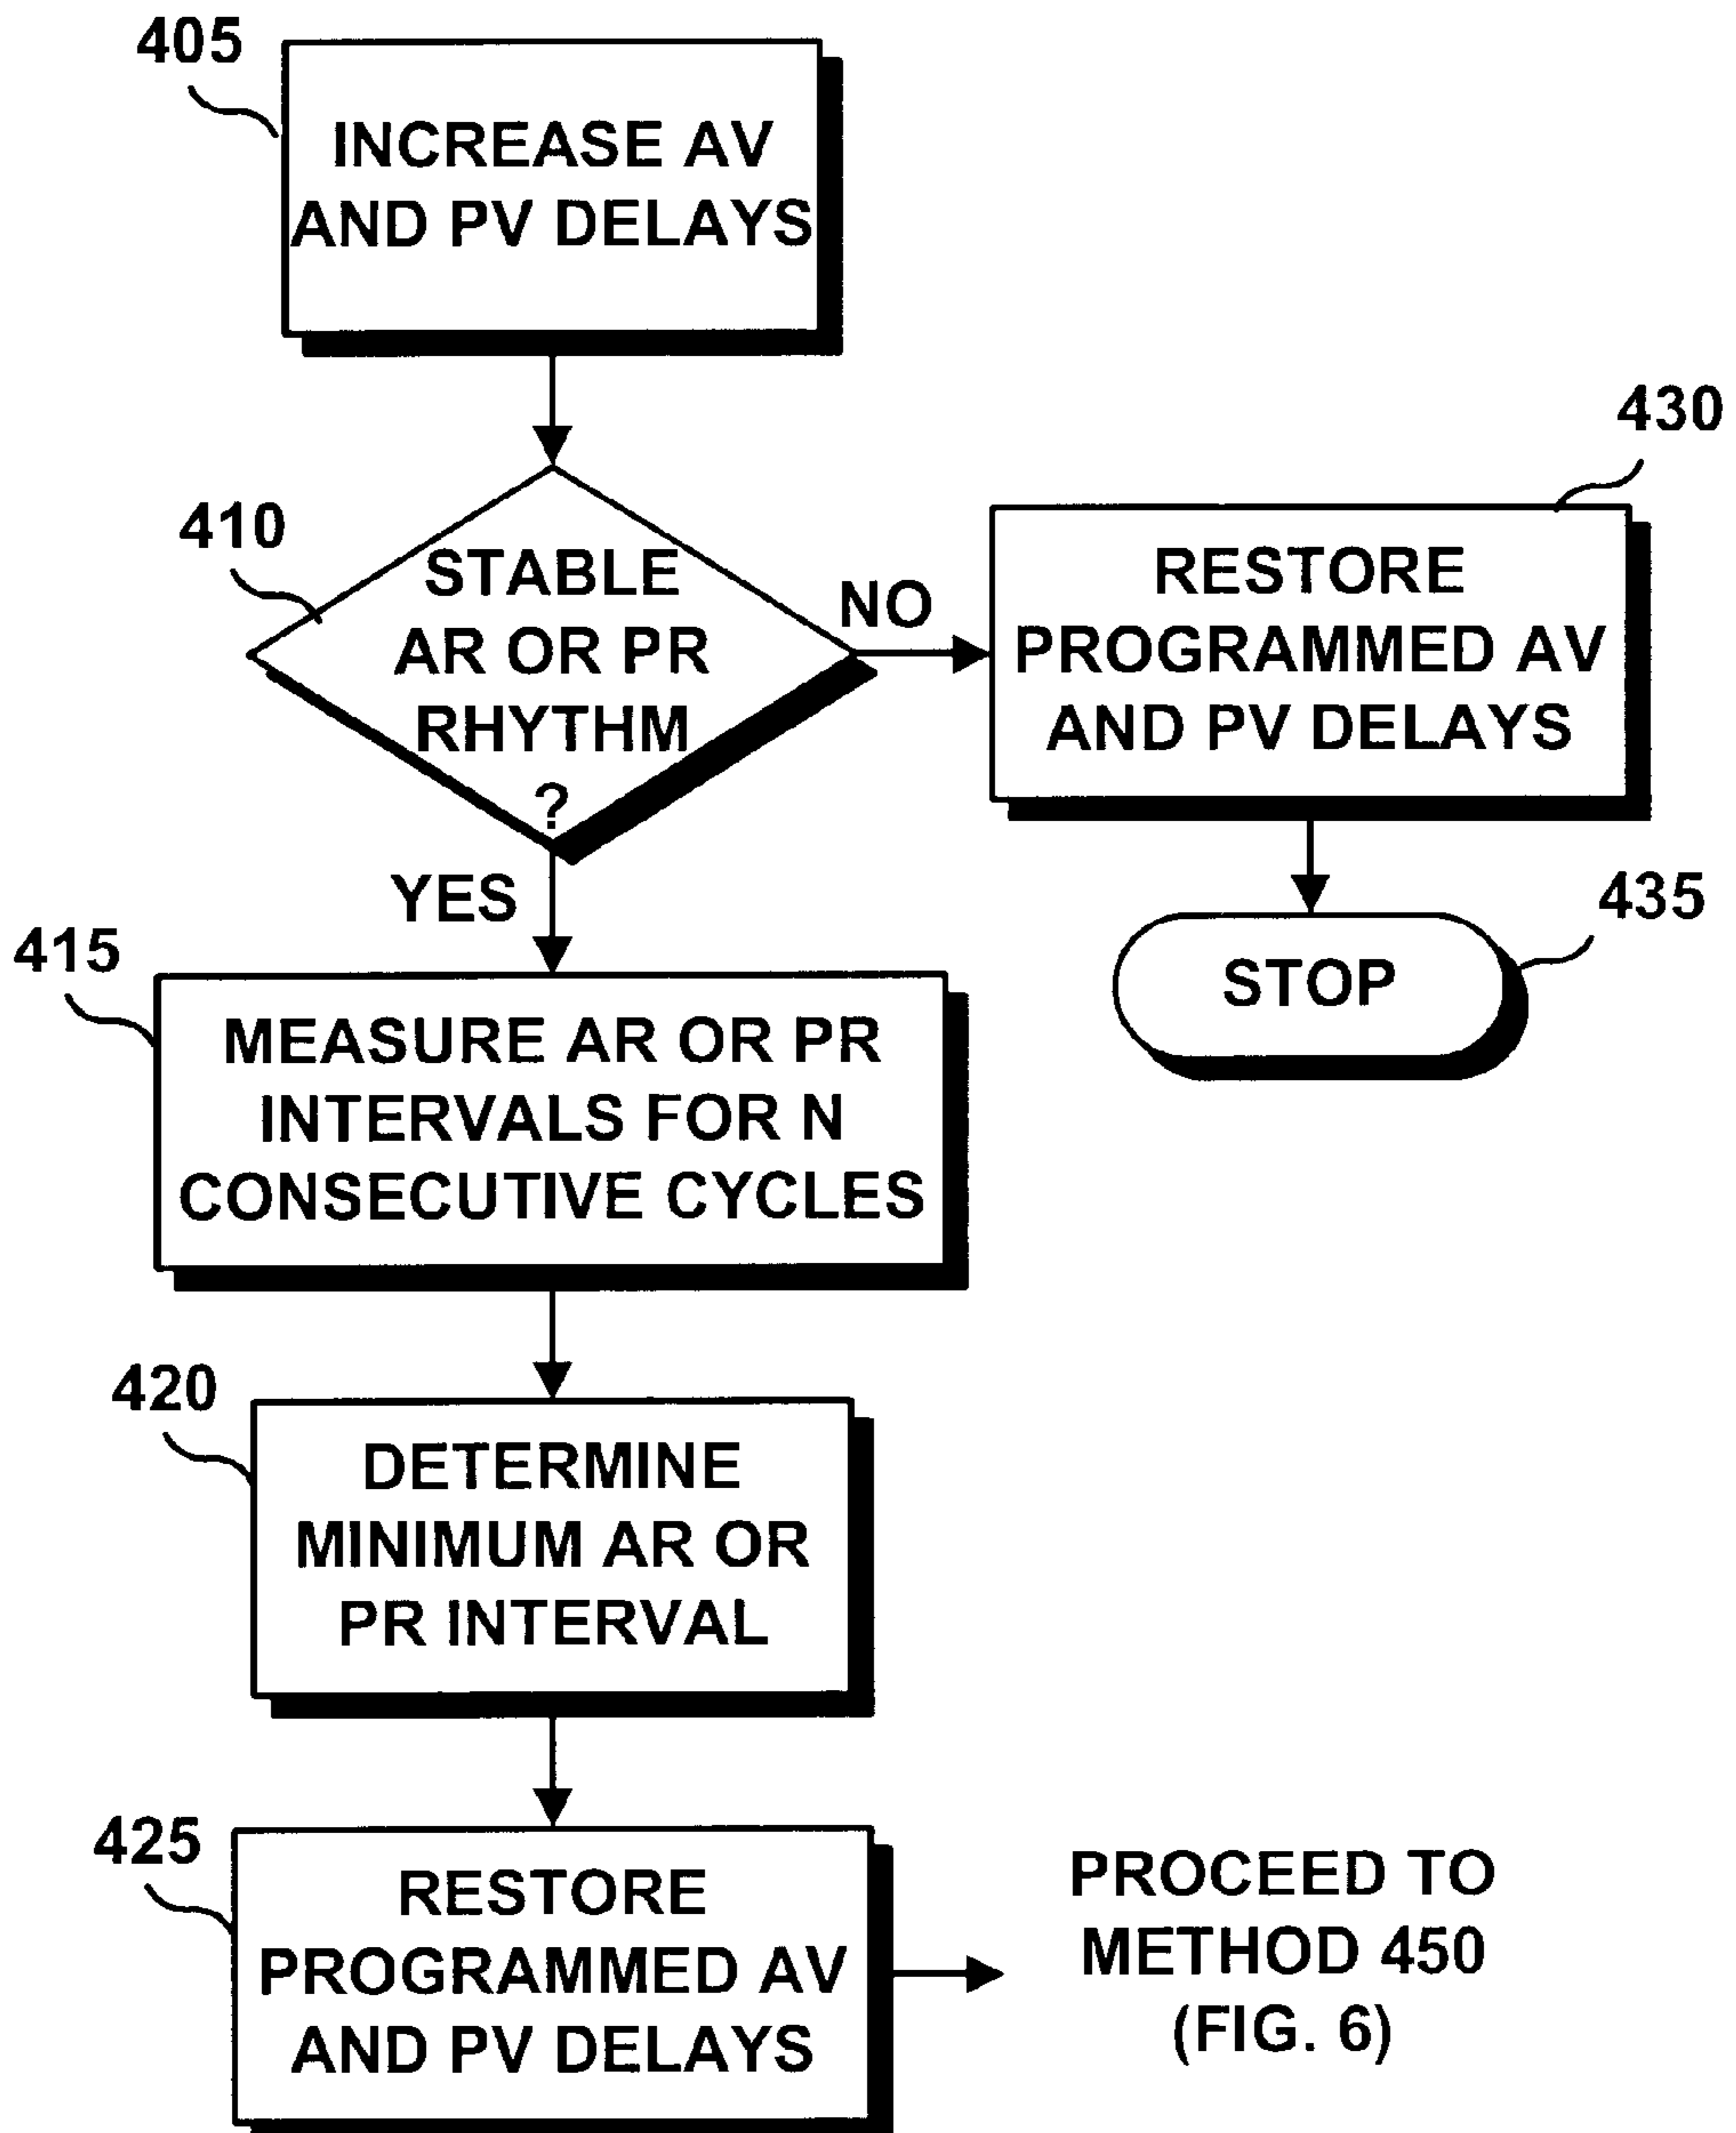 405
INCREASE AV
AND PV DELAYS
410
STABLE
AR OR PR
RHYTHM
?
NO
430
RESTORE
PROGRAMMED AV
AND PV DELAYS
435
STOP
YES
415
MEASURE AR OR PR
INTERVALS FOR N
CONSECUTIVE CYCLES
420
DETERMINE
MINIMUM AR OR
PR INTERVAL
425
RESTORE
PROGRAMMED AV
AND PV DELAYS
PROCEED TO
METHOD 450
(FIG. 6)